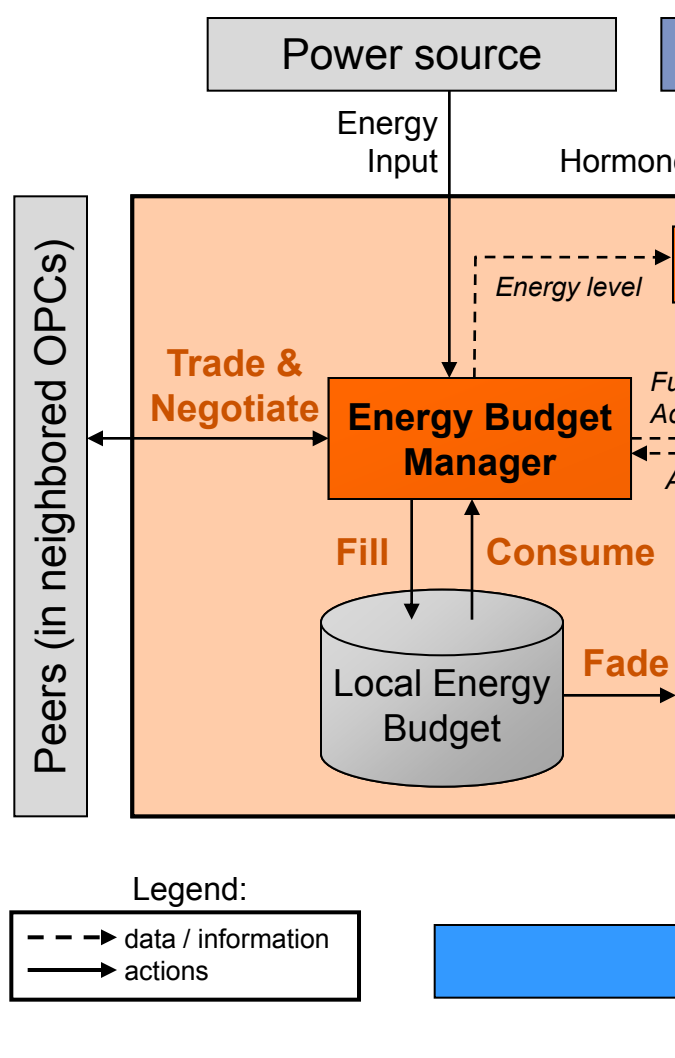 Power source
Energy
Input
Energy level
Peers (in neighbored OPCs)
Trade &
Negotiate
Energy Budget
Manager
Fill
Consume
Local Energy
Budget
Fade
Legend:
data / information
actions